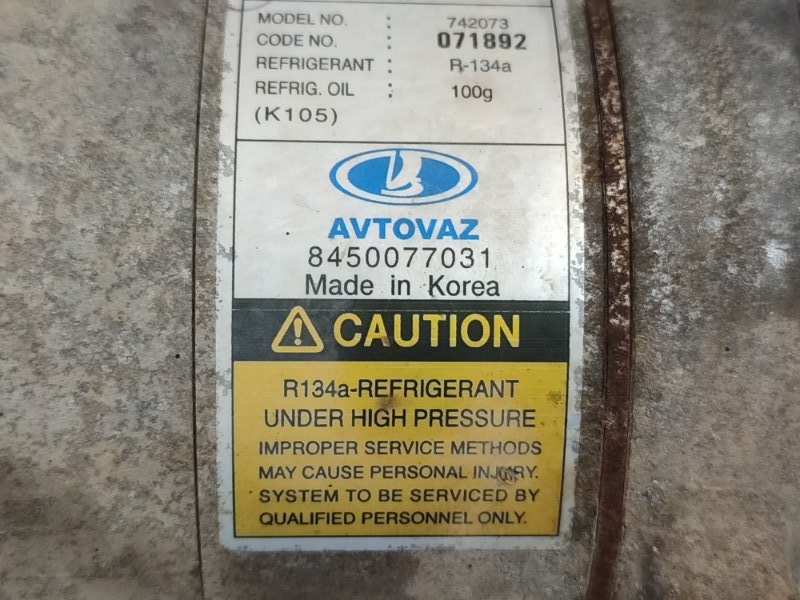 MODEL NO. : 742073
CODE NO. : 071892
REFRIGERANT : R-134a
REFRIG. OIL : 100g
(K105)
AVTOVAZ
8450077031
Made in Korea
CAUTION
R134a-REFRIGERANT
UNDER HIGH PRESSURE
IMPROPER SERVICE METHODS
MAY CAUSE PERSONAL INJURY.
SYSTEM TO BE SERVICED BY
QUALIFIED PERSONNEL ONLY.